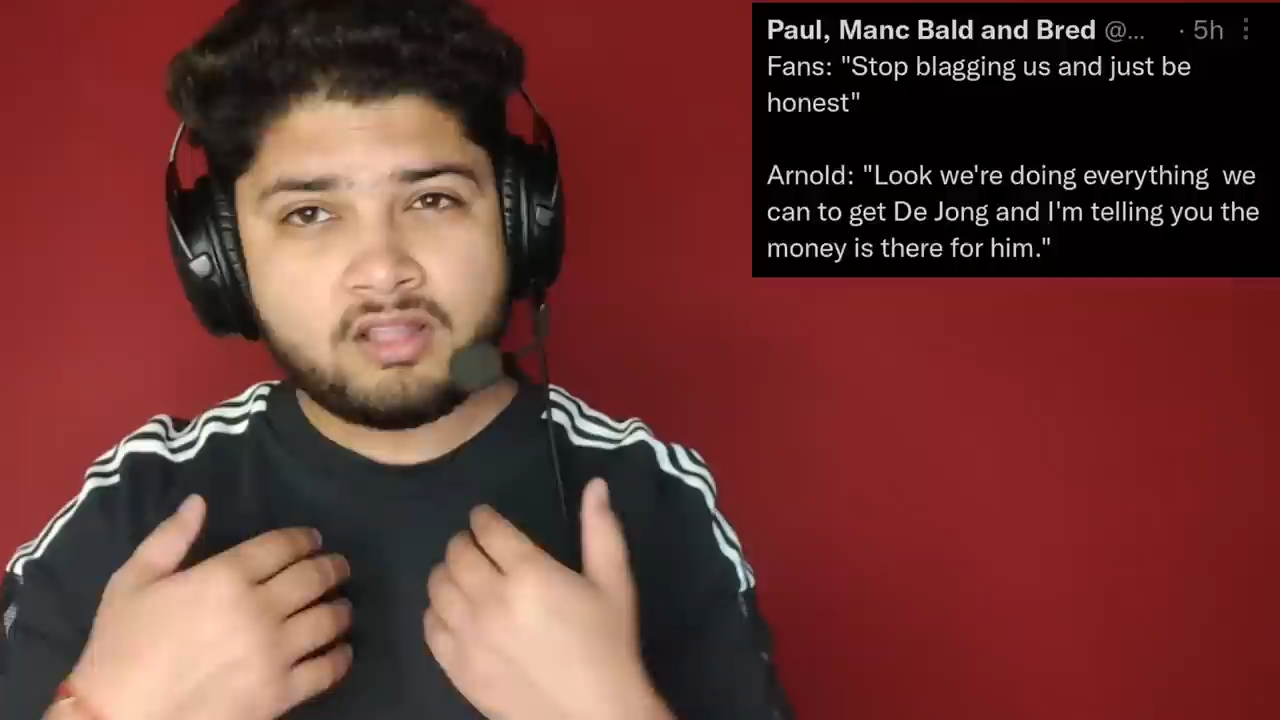 Paul, Manc Bald and Bred @... · 5h
Fans: "Stop blagging us and just be
honest"
Arnold: "Look we're doing everything  we
can to get De Jong and I'm telling you the
money is there for him."